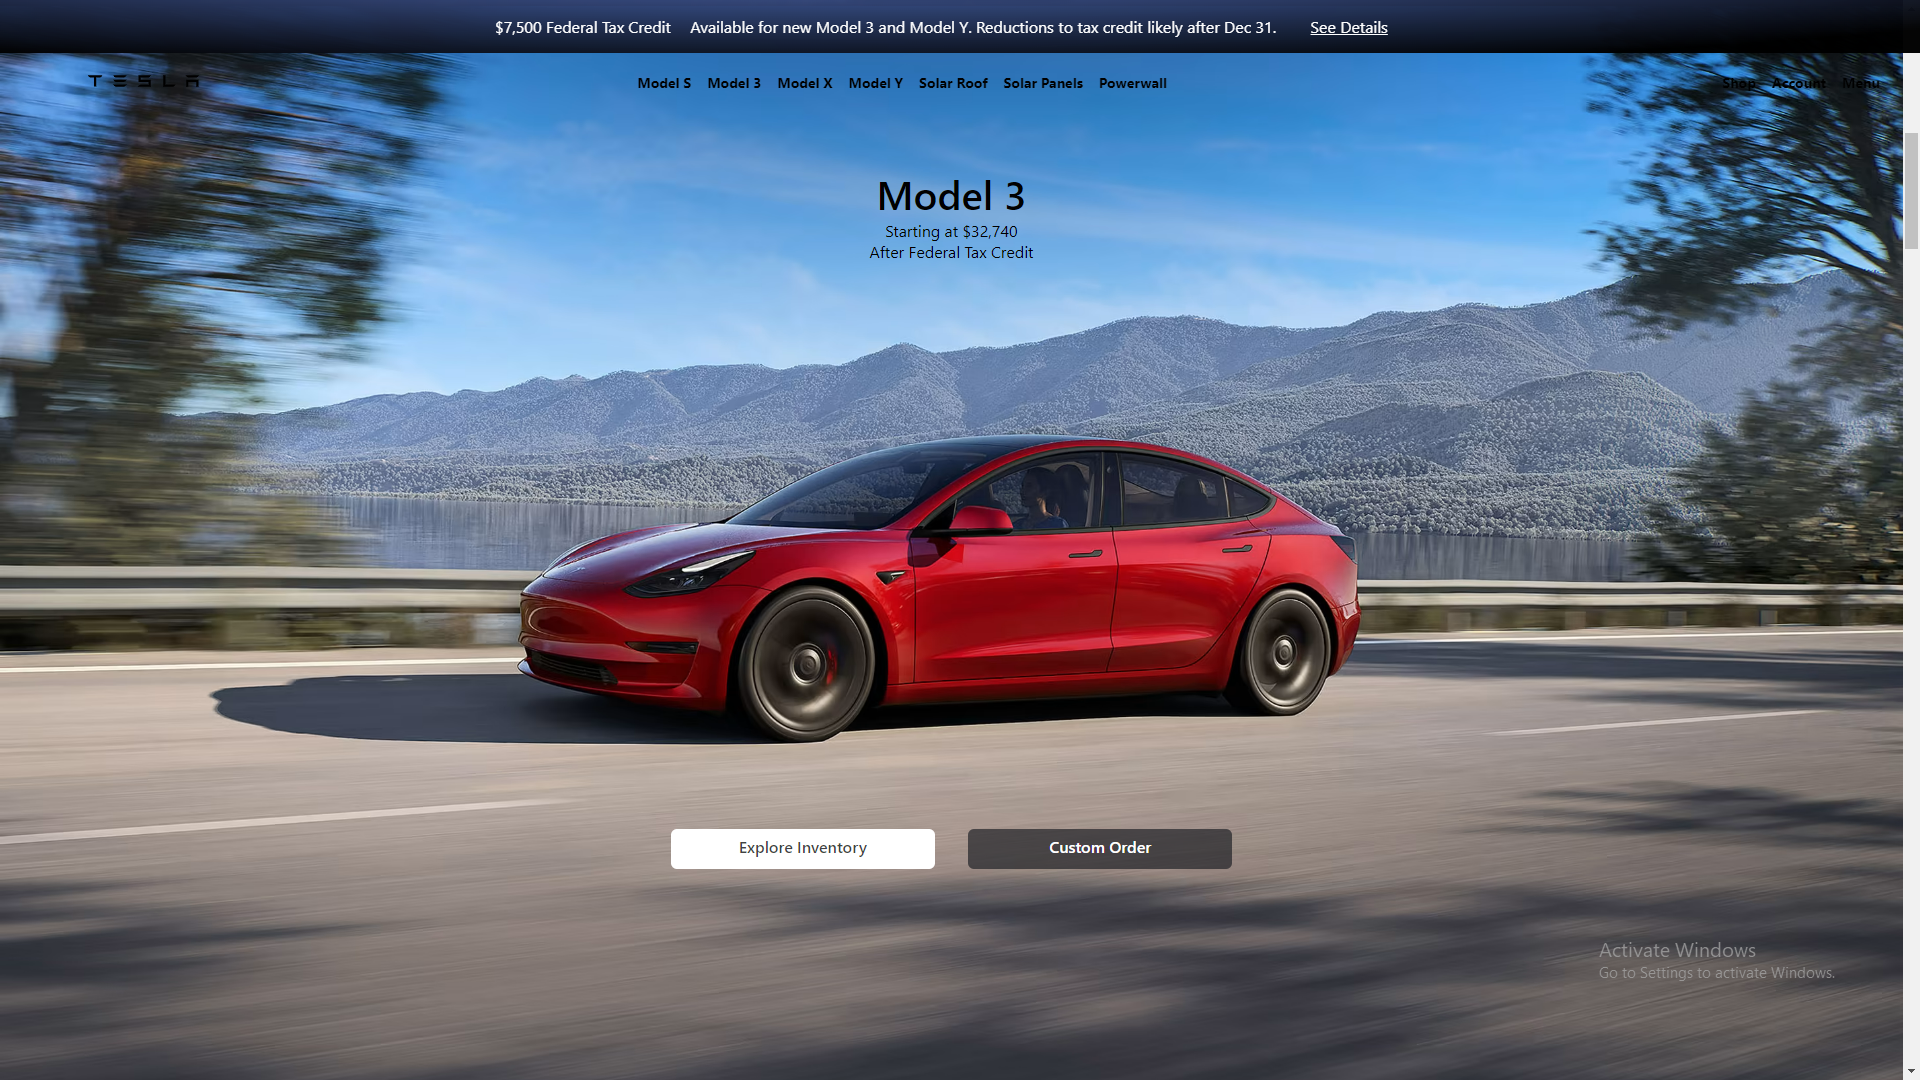 $7,500 Federal Tax Credit Available for new Model 3 and Model Y. Reductions to tax credit likely after Dec 31. See Details
TESLA Model S Model 3 Model X Model Y Solar Roof Solar Panels Powerwall Shop Account Menu
Model 3
Starting at $32,740
After Federal Tax Credit
Explore Inventory Custom Order
Activate Windows
Go to Settings to activate Windows.